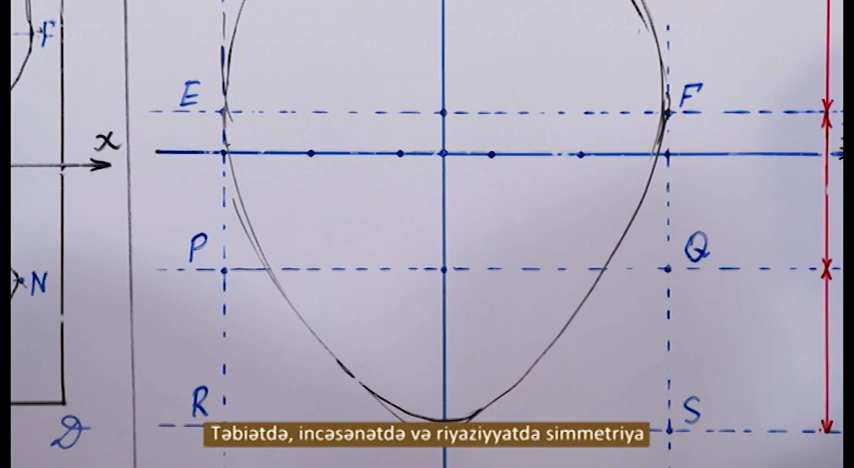 F
E
F
x
P
Q
N
R
S
D
Təbiətdə, incəsənətdə və riyaziyyatda simmetriya